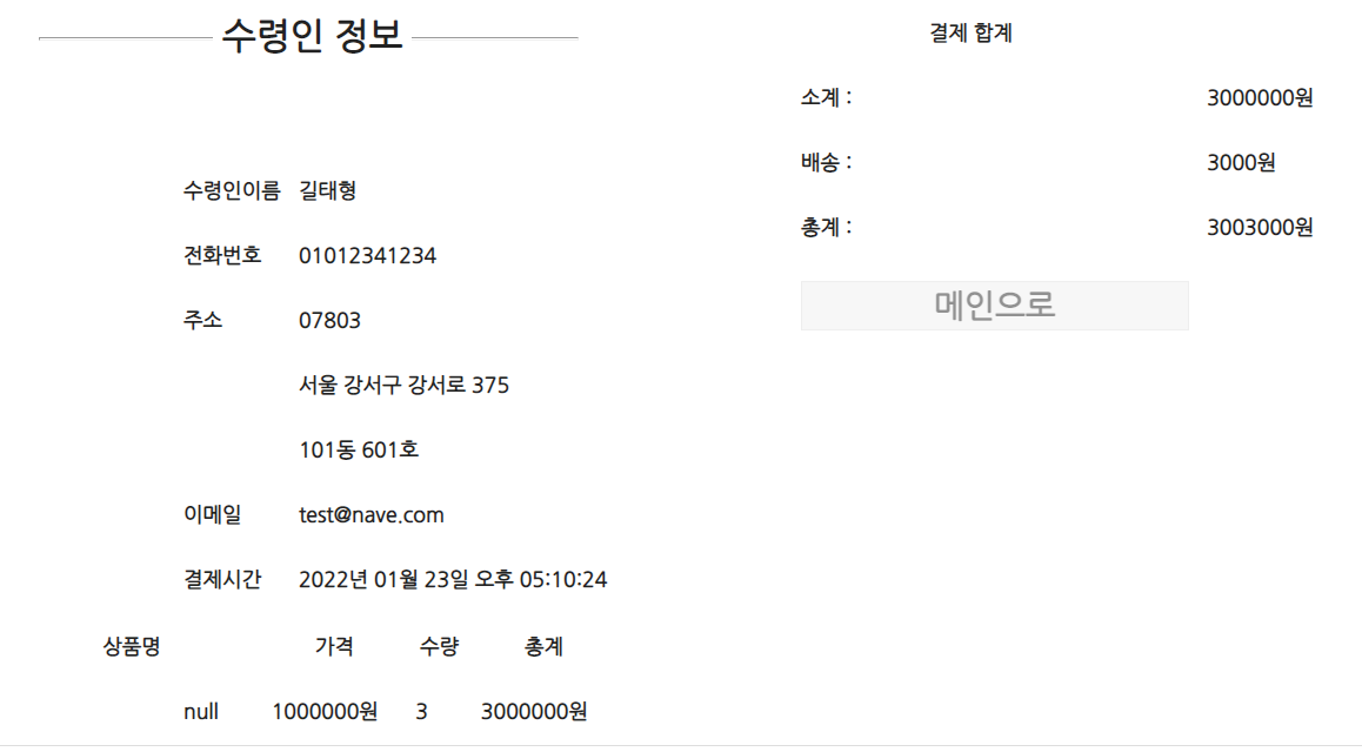 수령인 정보
수령인이름 길태형
전화번호 01012341234
주소 07803
서울 강서구 강서로 375
101동 601호
이메일 test@nave.com
결제시간 2022년 01월 23일 오후 05:10:24
상품명 가격 수량 총계
null 1000000원 3 3000000원
결제 합계
소계 : 3000000원
배송 : 3000원
총계 : 3003000원
메인으로